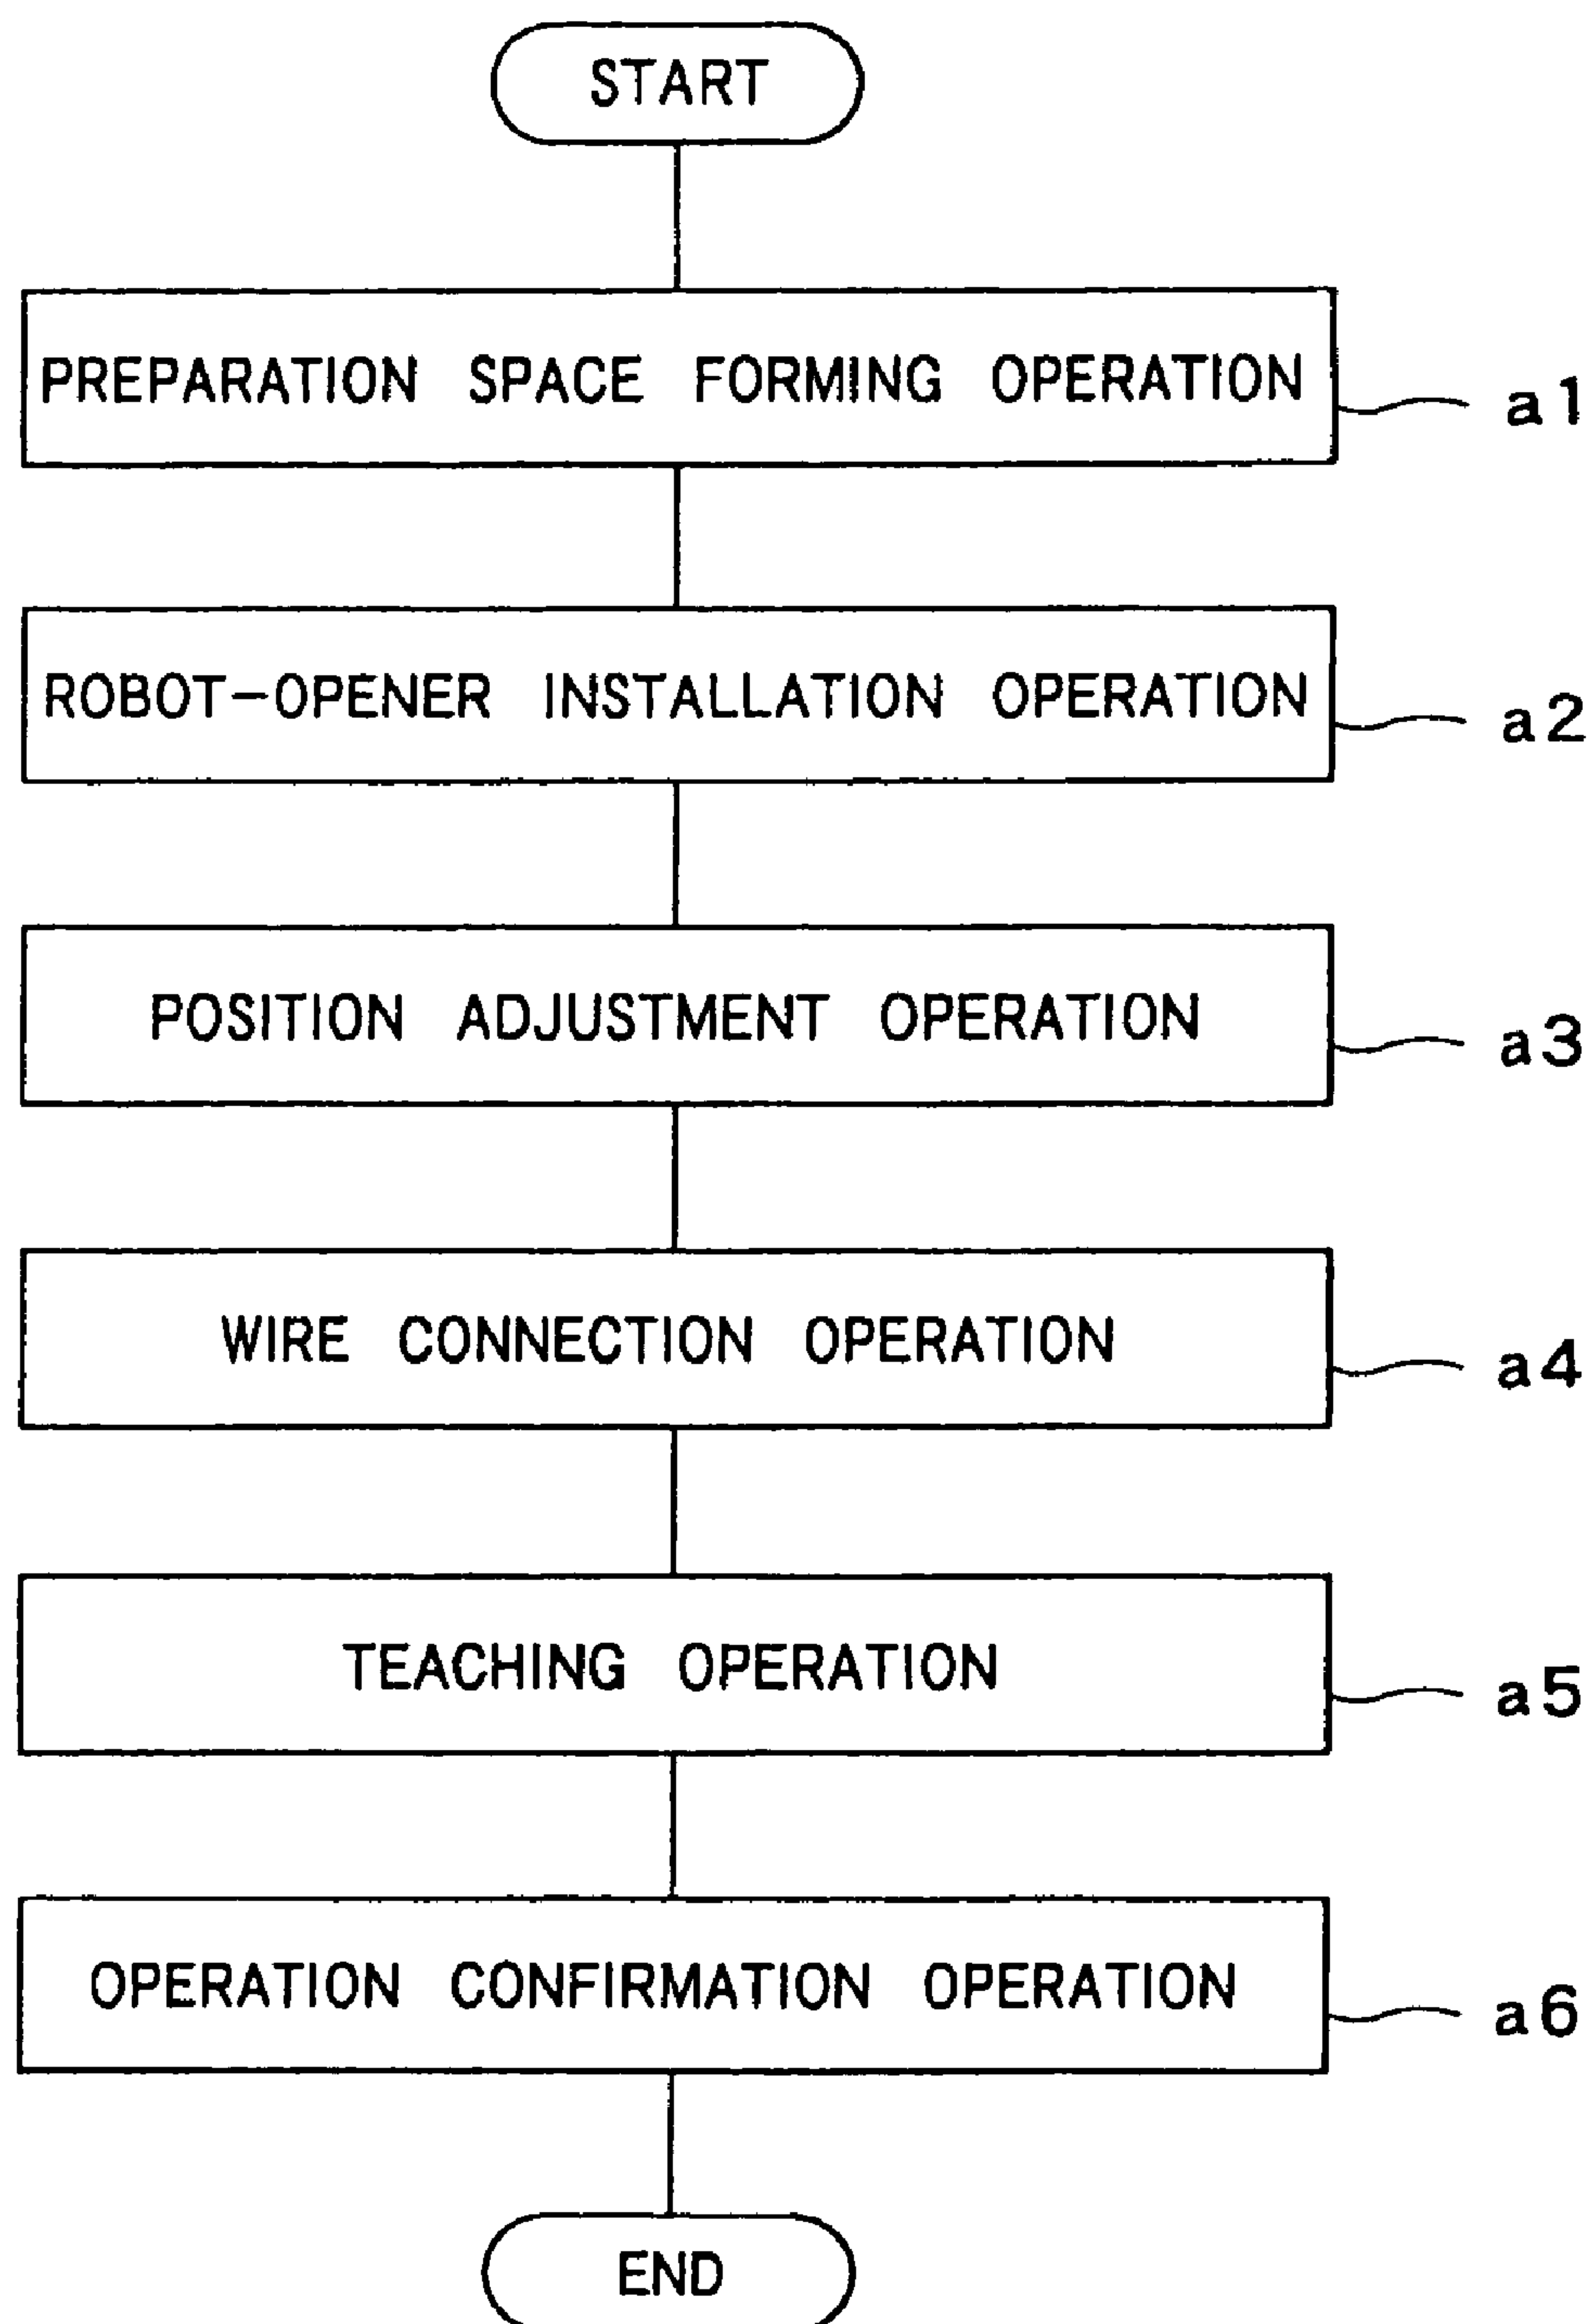 START
PREPARATION SPACE FORMING OPERATION
a1
ROBOT-OPENER INSTALLATION OPERATION
a2
POSITION ADJUSTMENT OPERATION
a3
WIRE CONNECTION OPERATION
a4
TEACHING OPERATION
a5
OPERATION CONFIRMATION OPERATION
a6
END